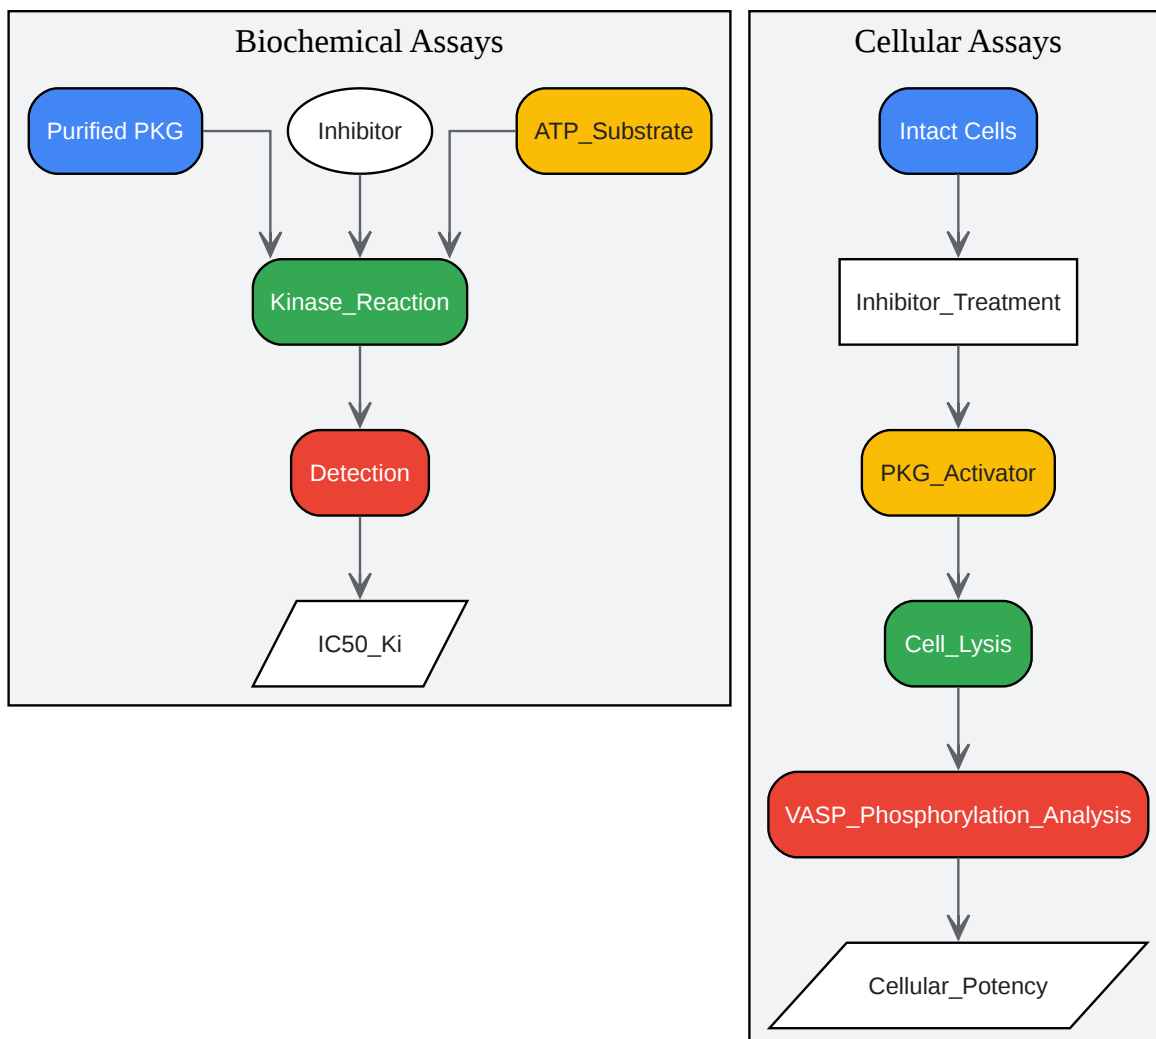 Biochemical Assays
Purified PKG
Inhibitor
ATP_Substrate
Kinase_Reaction
Detection
IC50_Ki
Cellular Assays
Intact Cells
Inhibitor_Treatment
PKG_Activator
Cell_Lysis
VASP_Phosphorylation_Analysis
Cellular_Potency